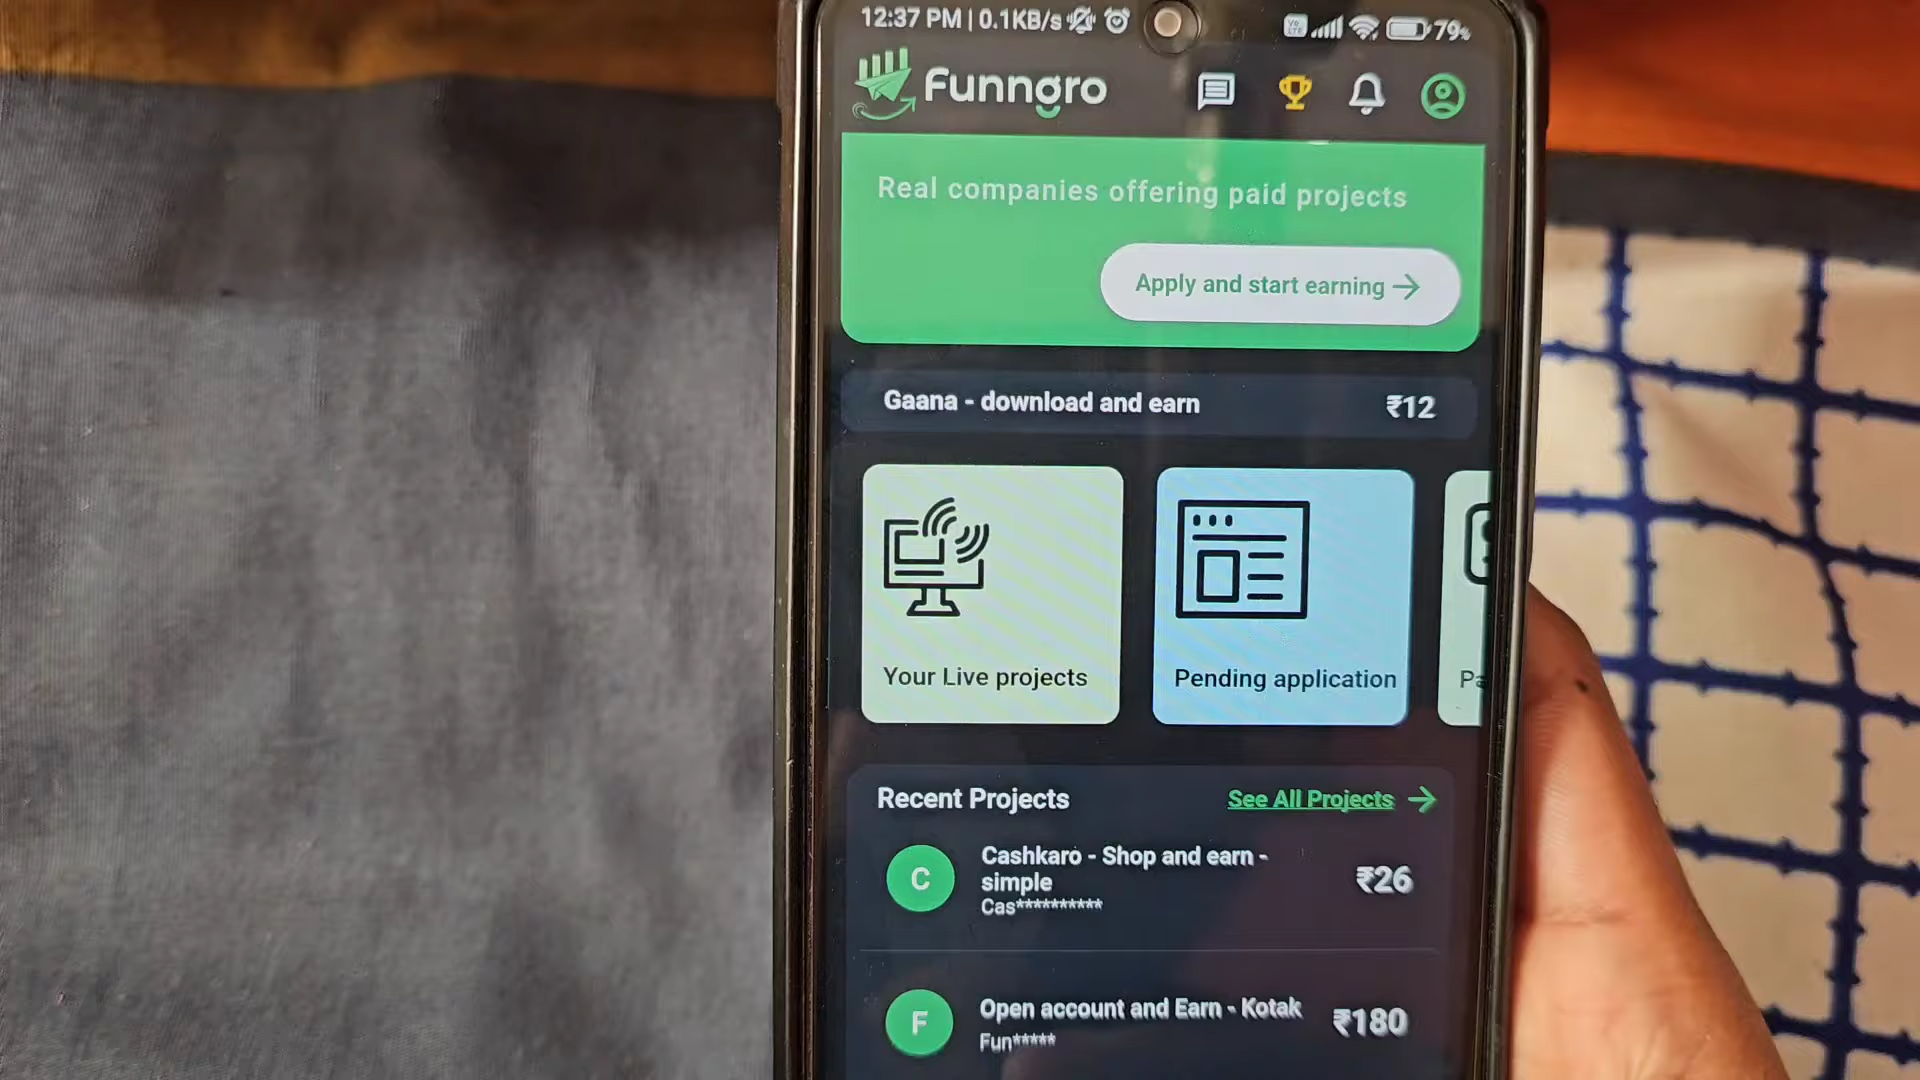 12:37 PM | 0.1KB/s
Vo LTE
79%
Funngro
Real companies offering paid projects
Apply and start earning →
Gaana - download and earn ₹12
Your Live projects
Pending application
Recent Projects
See All Projects →
C
Cashkaro - Shop and earn -
simple
Cas**********
₹26
F
Open account and Earn - Kotak
Fun*****
₹180